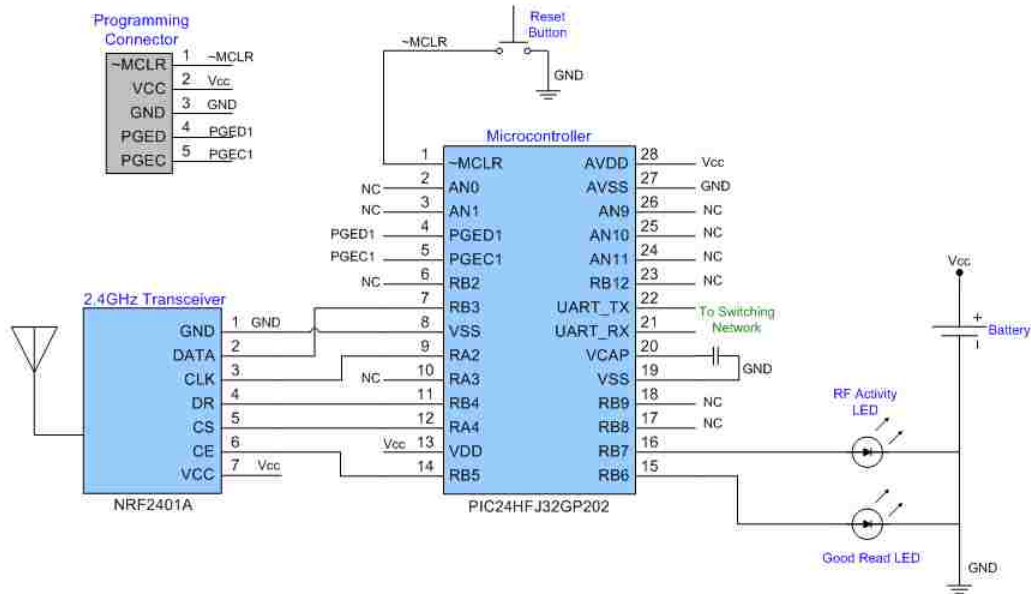 Programming
Connector
~MCLR 1 ~MCLR
VCC 2 Vcc
GND 3 GND
PGED 4 PGED1
PGEC 5 PGEC1
Reset
Button
~MCLR
GND
Microcontroller
1 ~MCLR AVDD 28 Vcc
NC 2 AN0 AVSS 27 GND
NC 3 AN1 AN9 26 NC
PGED1 4 PGED1 AN10 25 NC
PGEC1 5 PGEC1 AN11 24 NC
NC 6 RB2 RB12 23 NC
7 RB3 UART_TX 22
8 VSS UART_RX 21
9 RA2 VCAP 20
NC 10 RA3 VSS 19 GND
11 RB4 RB9 18 NC
12 RA4 RB8 17 NC
Vcc 13 VDD RB7 16
14 RB5 RB6 15
PIC24HFJ32GP202
To Switching
Network
2.4GHz Transceiver
GND 1 GND
DATA 2
CLK 3
DR 4
CS 5
CE 6
VCC 7 Vcc
NRF2401A
Vcc
+
Battery
-
RF Activity
LED
Good Read LED
GND